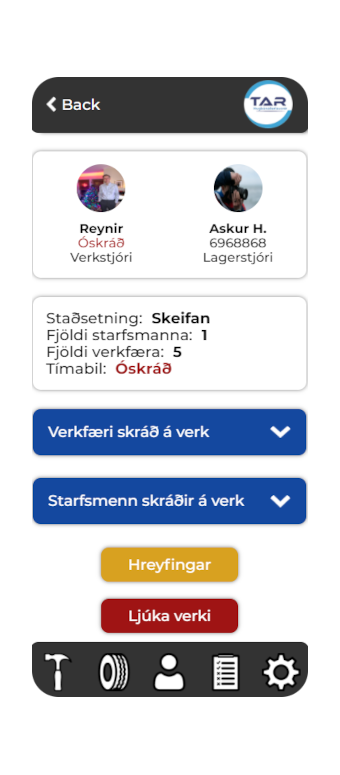 Back
TAR
Reynir
Óskráð
Verkstjóri
Askur H.
6968868
Lagerstjóri
Staðsetning: Skeifan
Fjöldi starfsmanna: 1
Fjöldi verkfæra: 5
Tímabil: Óskráð
Verkfæri skráð á verk
Starfsmenn skráðir á verk
Hreyfingar
Ljúka verki